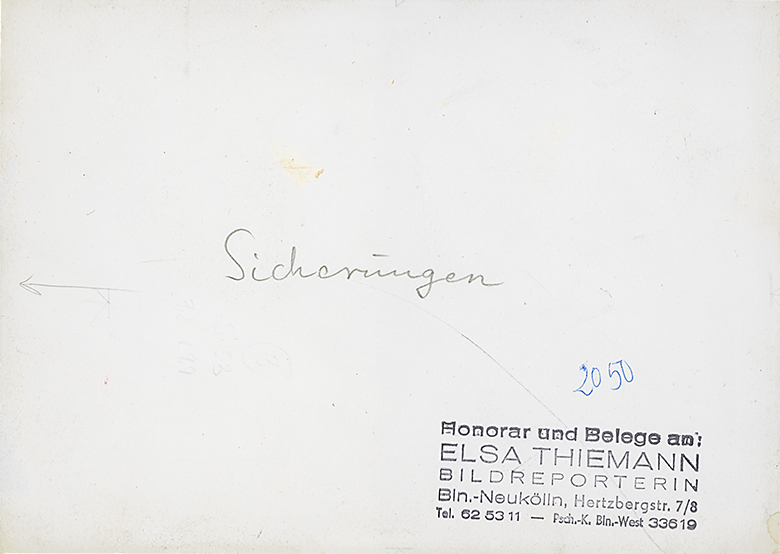 Sicherungen
2050
Honorar und Belege an:
ELSA THIEMANN
BILDREPORTERIN
Bln.-Neukölln, Hertzbergstr. 7/8
Tel. 62 53 11 — Psch.-K. Bln.-West 33619